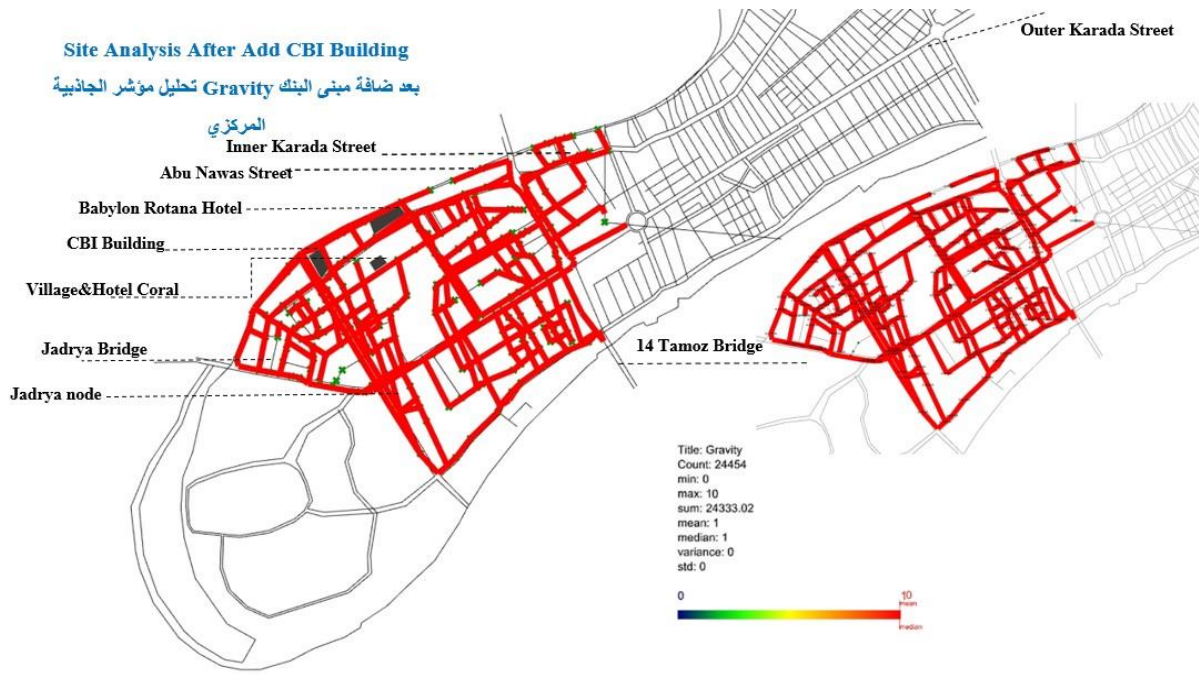 Site Analysis After Add CBI Building
بعد ضافة مبنى البنك Gravity تحليل مؤشر الجاذبية
المركزي
Outer Karada Street
Inner Karada Street
Abu Nawas Street
Babylon Rotana Hotel
CBI Building
Village&Hotel Coral
Jadrya Bridge
14 Tamoz Bridge
Jadrya node
Title: Gravity
Count: 24454
min: 0
max: 10
sum: 24333.02
mean: 1
median: 1
variance: 0
std: 0
0
10
mean
median